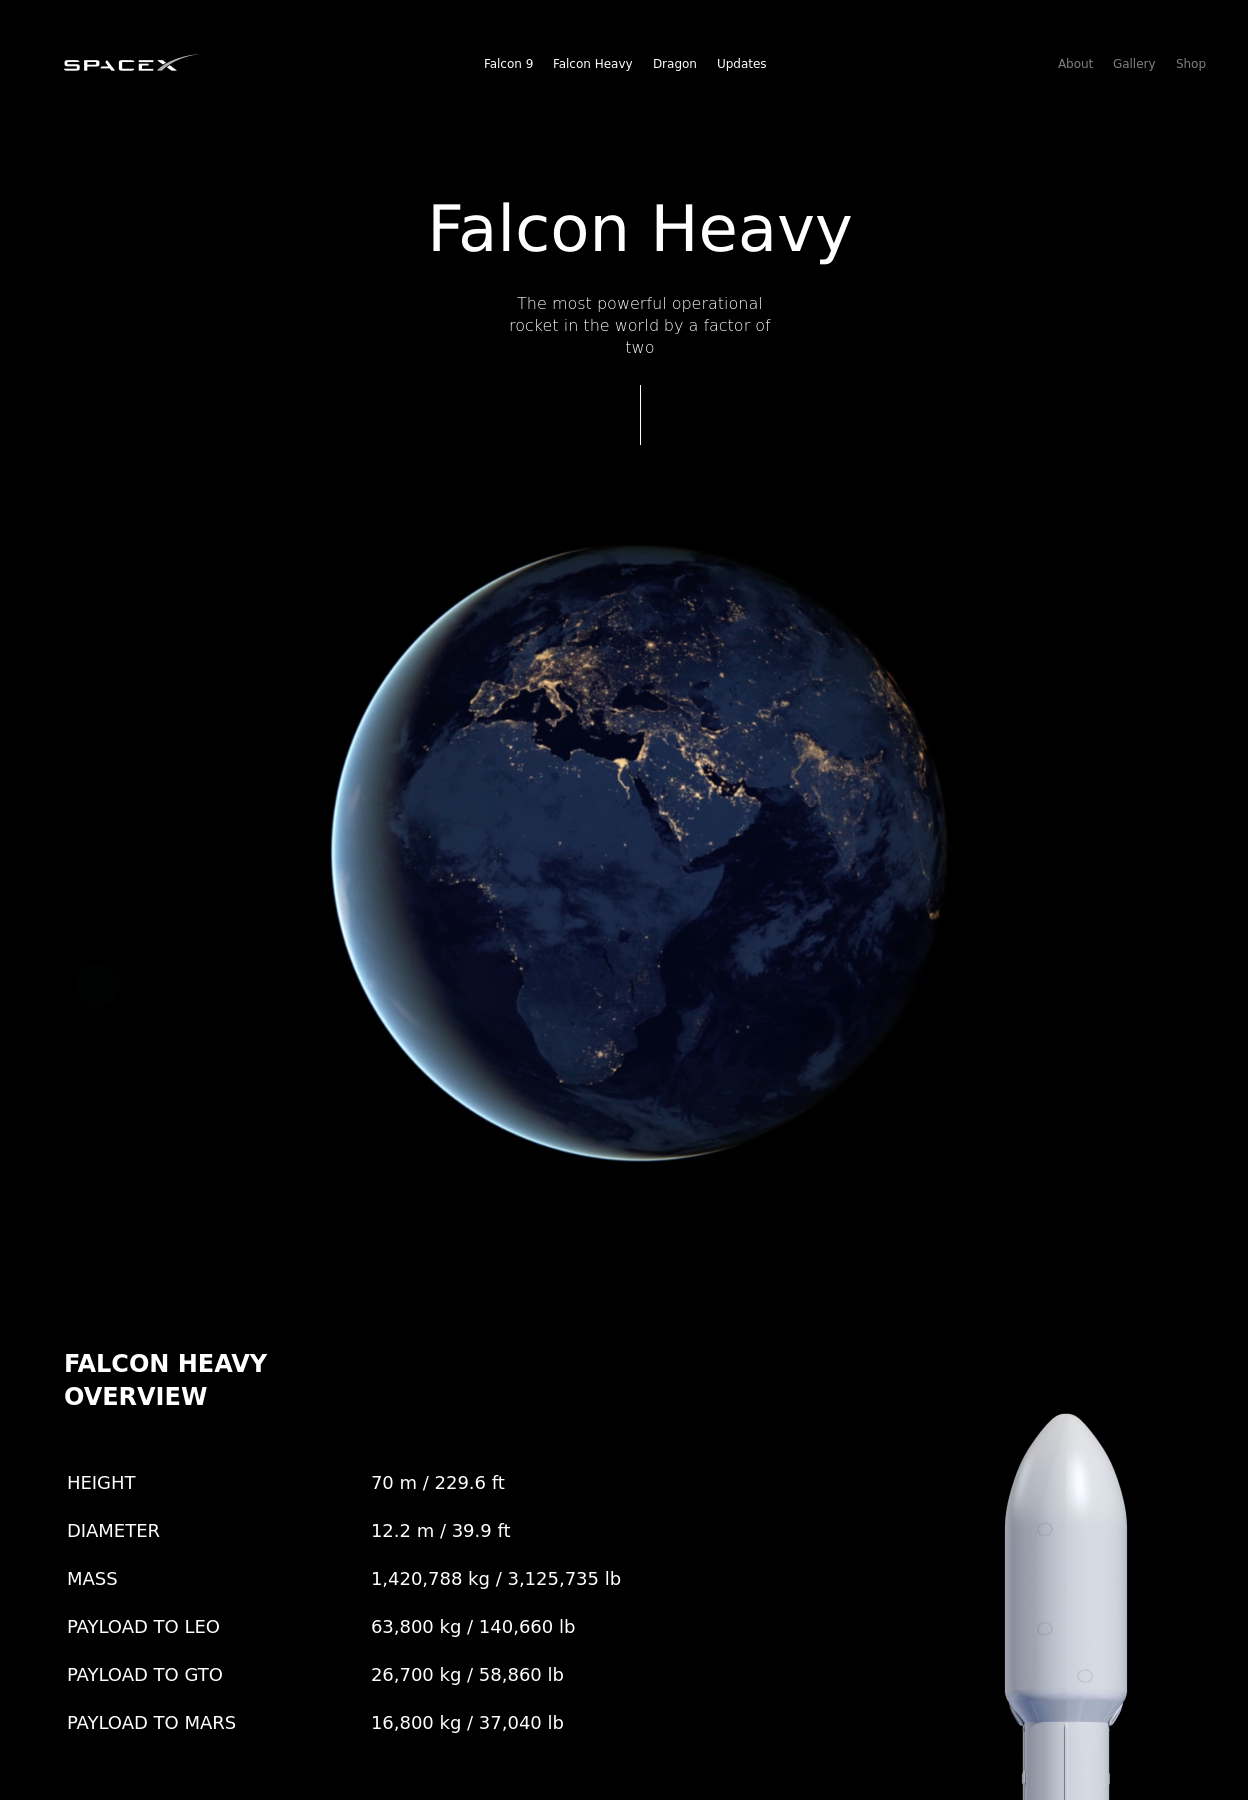 SPACEX
Falcon 9 Falcon Heavy Dragon Updates
About Gallery Shop
Falcon Heavy
The most powerful operational
rocket in the world by a factor of
two
FALCON HEAVY
OVERVIEW
HEIGHT 70 m / 229.6 ft
DIAMETER 12.2 m / 39.9 ft
MASS 1,420,788 kg / 3,125,735 lb
PAYLOAD TO LEO 63,800 kg / 140,660 lb
PAYLOAD TO GTO 26,700 kg / 58,860 lb
PAYLOAD TO MARS 16,800 kg / 37,040 lb